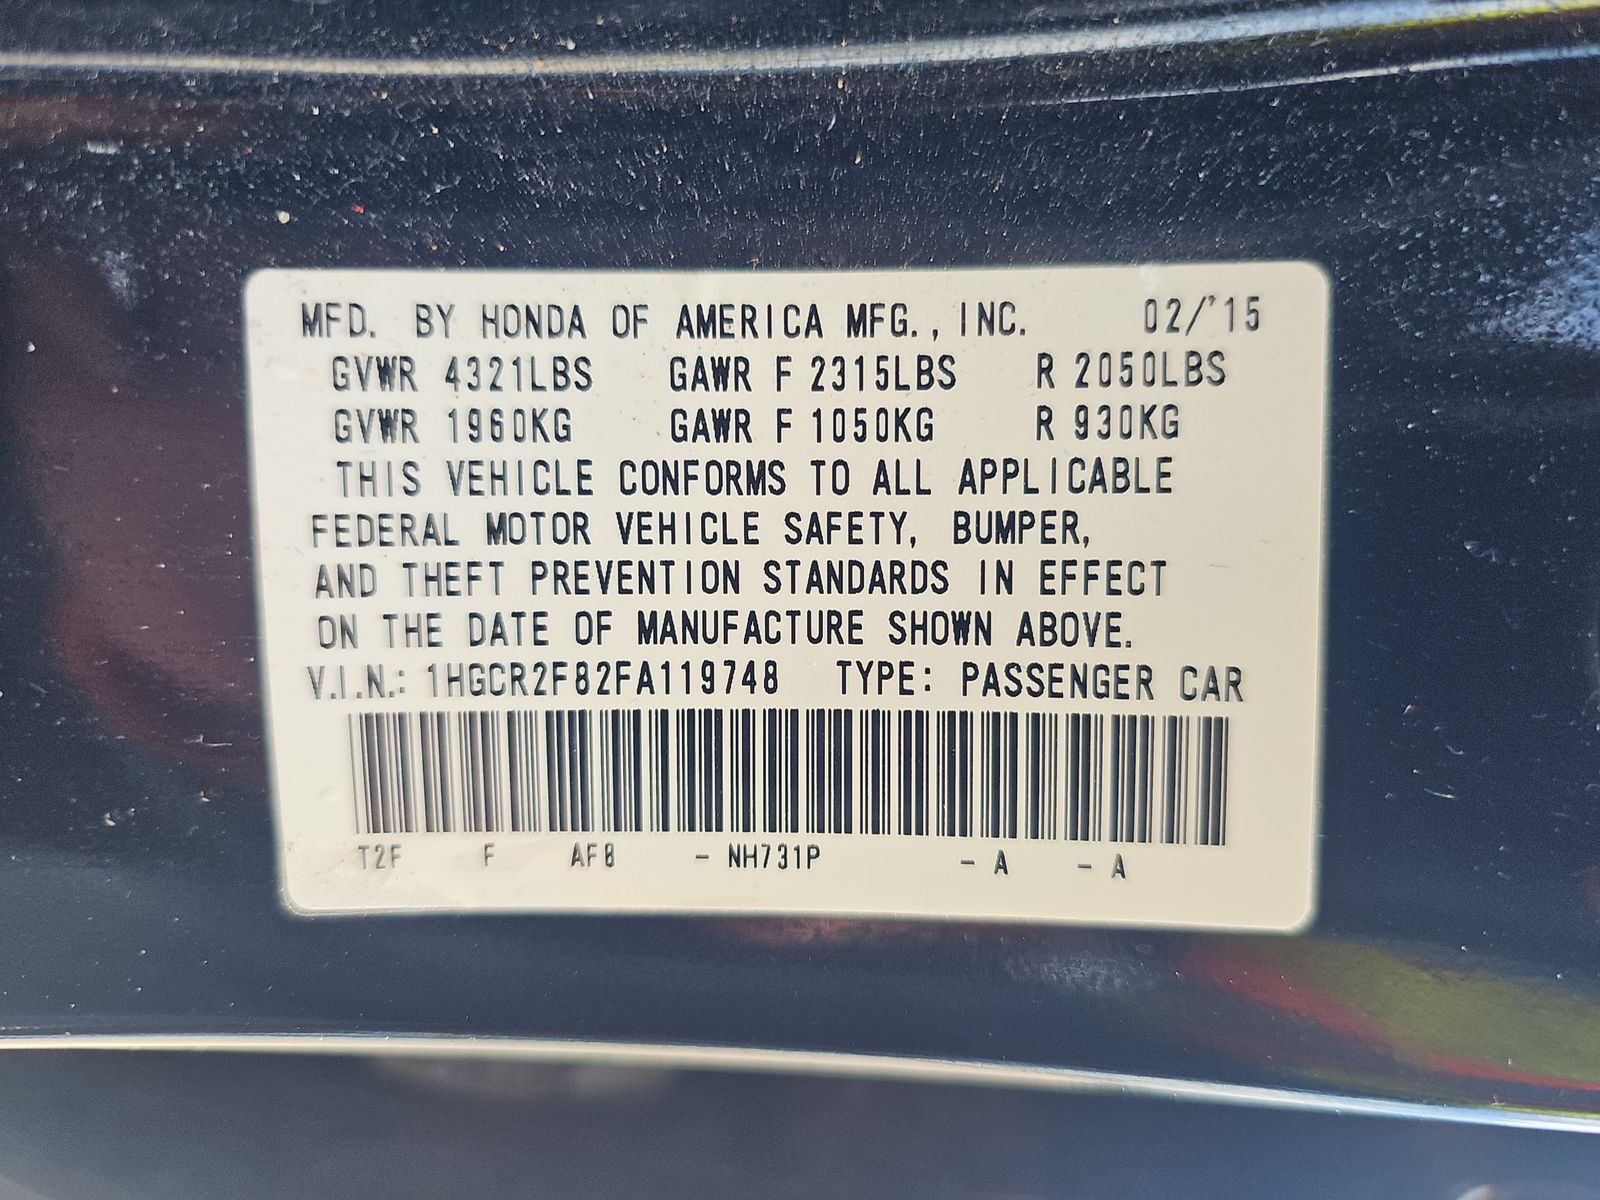 MFD. BY HONDA OF AMERICA MFG., INC. 02/'15
GVWR 4321LBS GAWR F 2315LBS R 2050LBS
GVWR 1960KG GAWR F 1050KG R 930KG
THIS VEHICLE CONFORMS TO ALL APPLICABLE
FEDERAL MOTOR VEHICLE SAFETY, BUMPER,
AND THEFT PREVENTION STANDARDS IN EFFECT
ON THE DATE OF MANUFACTURE SHOWN ABOVE.
V.I.N.: 1HGCR2F82FA119748 TYPE: PASSENGER CAR
T2F F AF8 - NH731P - A - A